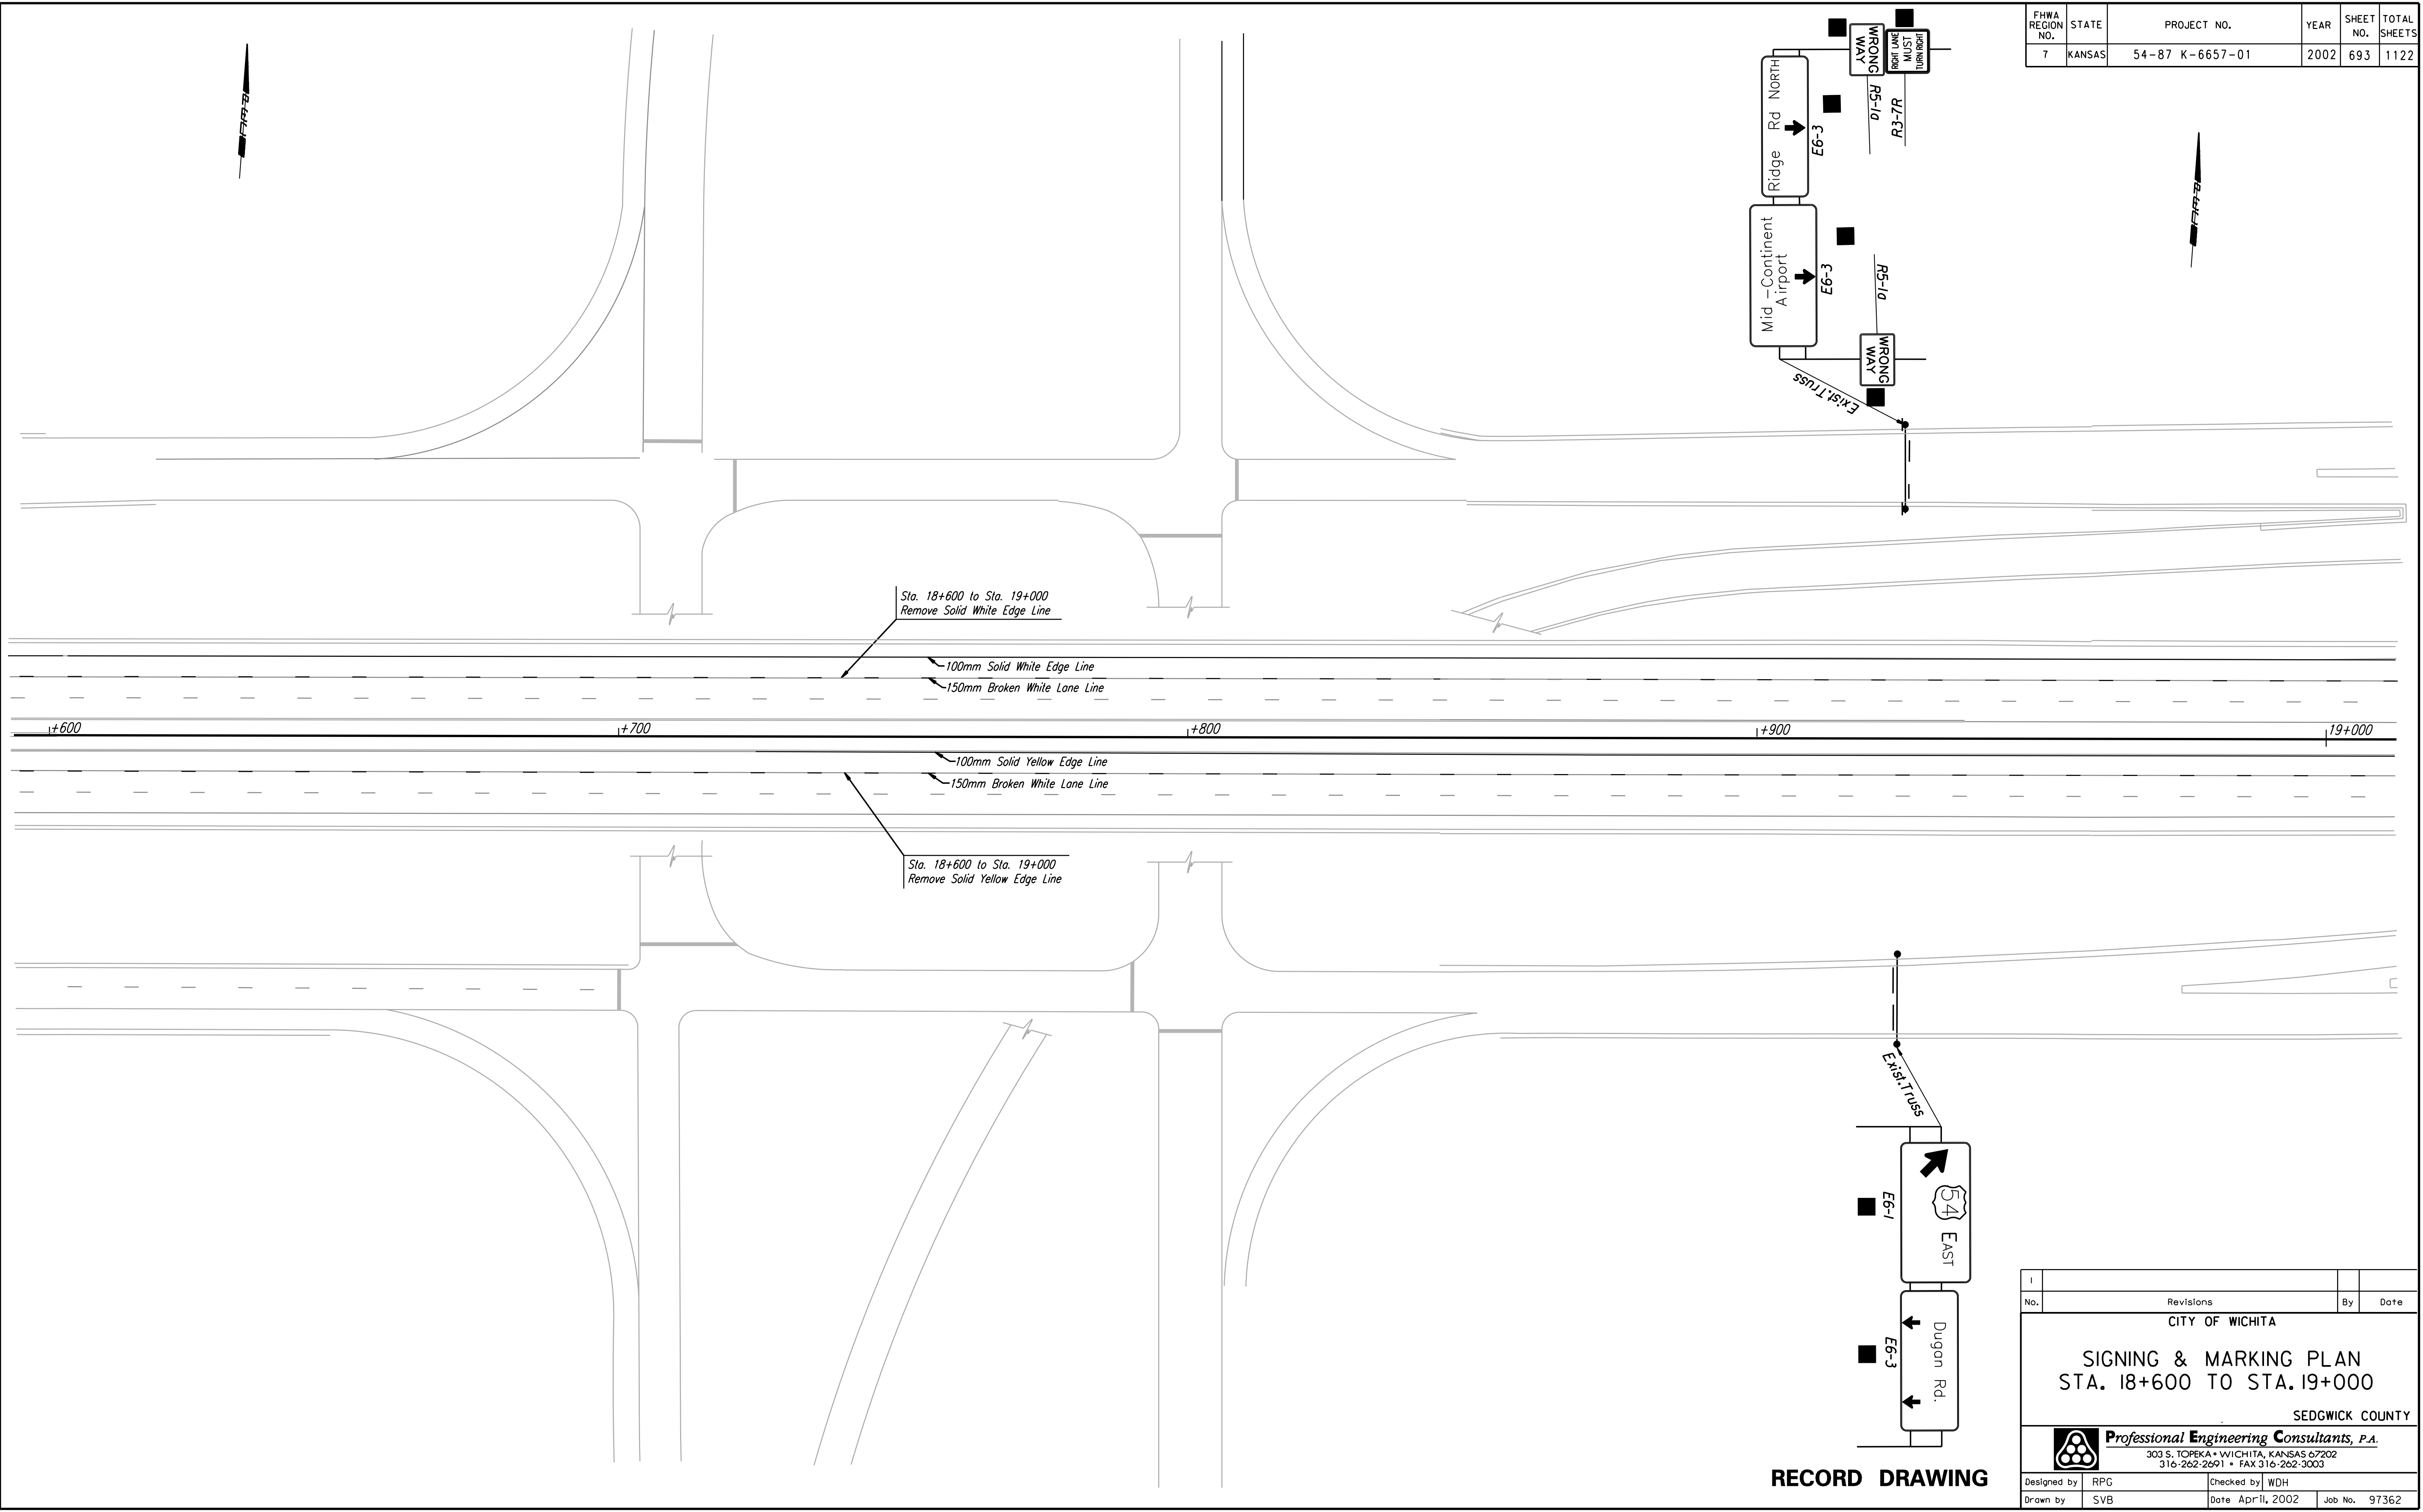 FHWA REGION NO. STATE PROJECT NO. YEAR SHEET NO. TOTAL SHEETS
7 KANSAS 54-87 K-6657-01 2002 693 1122
WRONG WAY
RIGHT LANE MUST TURN RIGHT
R5-1a
R3-7R
Ridge Rd NORTH
E6-3
Mid-Continent
Airport
E6-3
R5-1a
WRONG WAY
Exist.Truss
Sta. 18+600 to Sta. 19+000
Remove Solid White Edge Line
100mm Solid White Edge Line
150mm Broken White Lane Line
+600 +700 +800 +900 19+000
100mm Solid Yellow Edge Line
150mm Broken White Lane Line
Sta. 18+600 to Sta. 19+000
Remove Solid Yellow Edge Line
Exist.Truss
54 EAST
E6-1
Dugan Rd.
E6-3
RECORD DRAWING
1
No. Revisions By Date
CITY OF WICHITA
SIGNING & MARKING PLAN
STA. 18+600 TO STA. 19+000
SEDGWICK COUNTY
Professional Engineering Consultants, P.A.
303 S. TOPEKA • WICHITA, KANSAS 67202
316-262-2691 • FAX 316-262-3003
Designed by RPG Checked by WDH
Drawn by SVB Date April, 2002 Job No. 97362